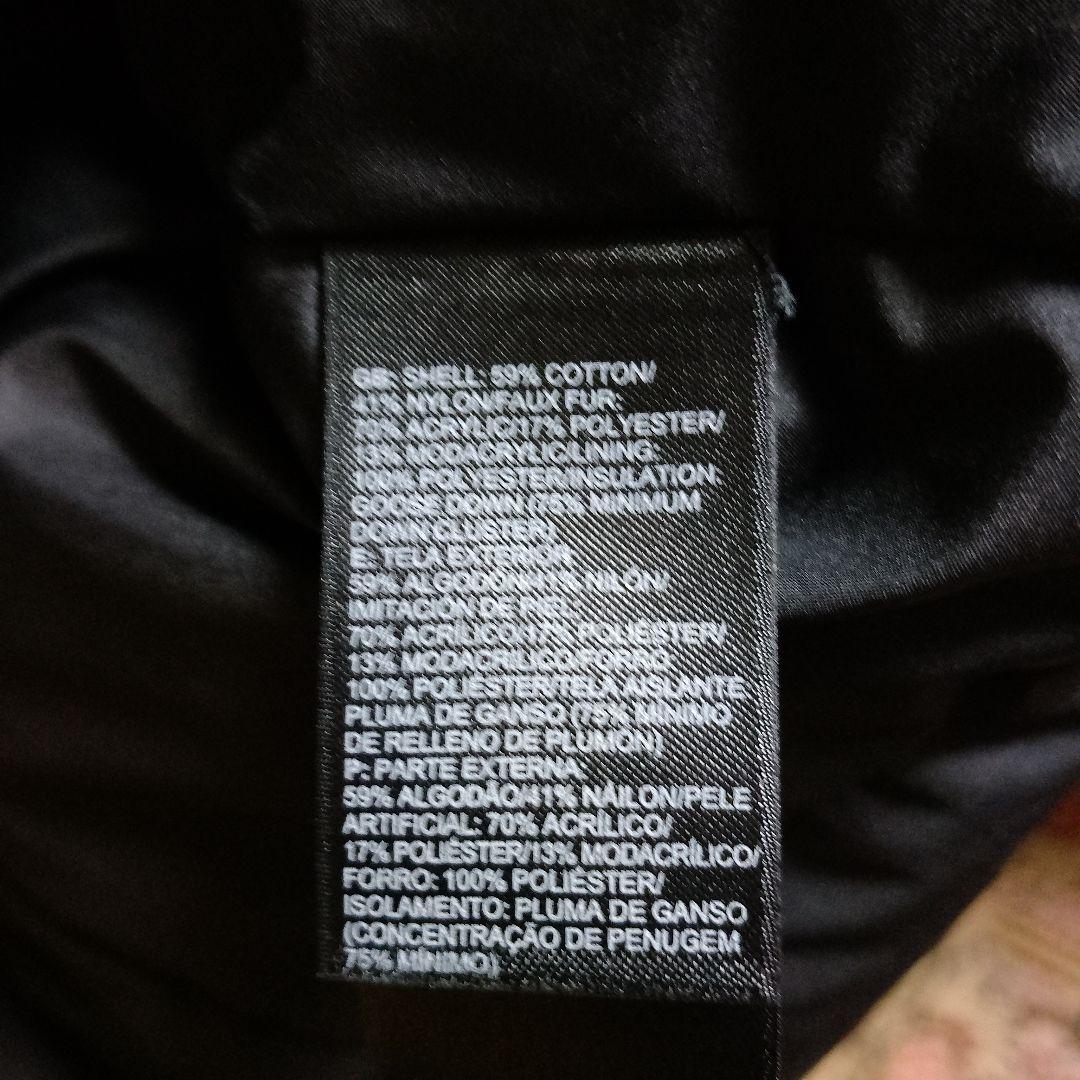 GB: SHELL: 59% COTTON/
41% NYLON/FAUX FUR:
70% ACRYLIC/17% POLYESTER/
13% MODACRYLIC/LINING:
100% POLYESTER/INSULATION:
GOOSE DOWN (75% MINIMUM
DOWN CLUSTER)
E: TELA EXTERIOR:
59% ALGODÓN/41% NILÓN/
IMITACIÓN DE PIEL:
70% ACRÍLICO/17% POLIÉSTER/
13% MODACRÍLICO/FORRO:
100% POLIÉSTER/TELA AISLANTE:
PLUMA DE GANSO (75% MÍNIMO
DE RELLENO DE PLUMÓN)
P: PARTE EXTERNA:
59% ALGODÃO/41% NÁILON/PELE
ARTIFICIAL: 70% ACRÍLICO/
17% POLIÉSTER/13% MODACRÍLICO/
FORRO: 100% POLIÉSTER/
ISOLAMENTO: PLUMA DE GANSO
(CONCENTRAÇÃO DE PENUGEM
75% MÍNIMO)